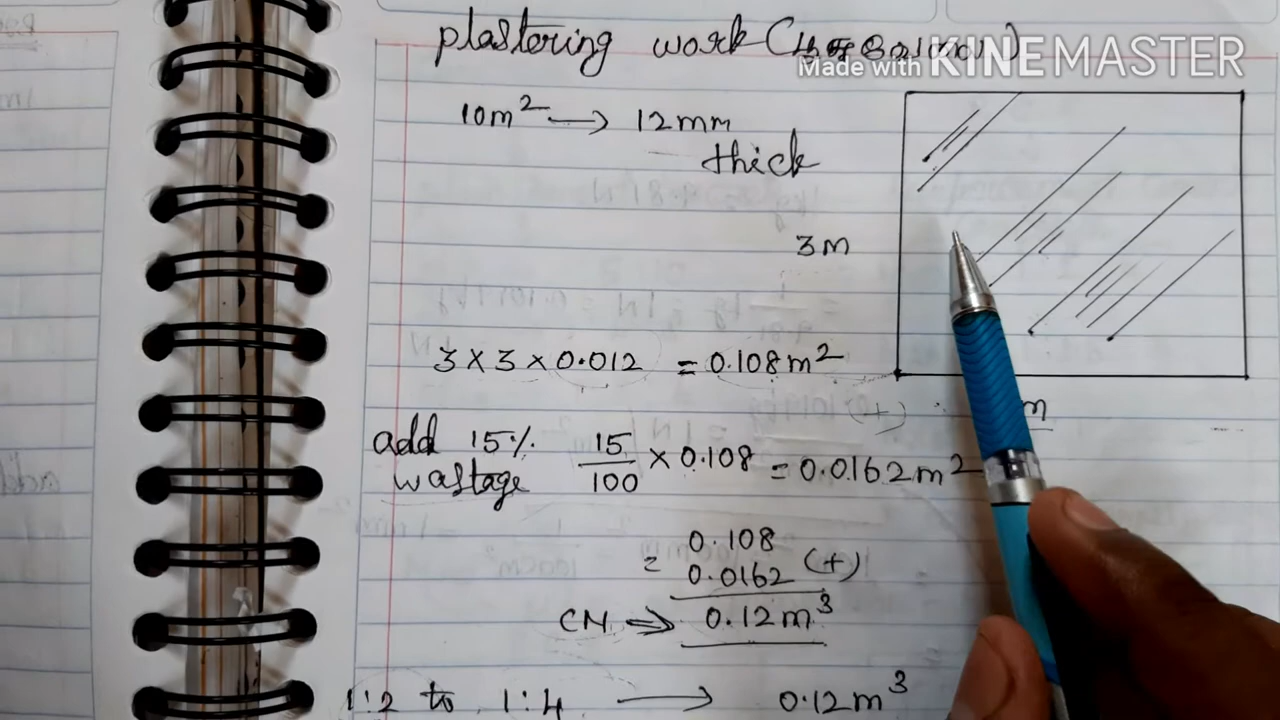 plastering work (
Made with KINEMASTER
10m² → 12mm
thick
3m
3 x 3 x 0.012 = 0.108m²
m
add 15% 15/100 x 0.108 = 0.0162m²
wastage
= 0.108
0.0162 (+)
CM ⇒ 0.12m³
1:2 to 1:4 → 0.12m³